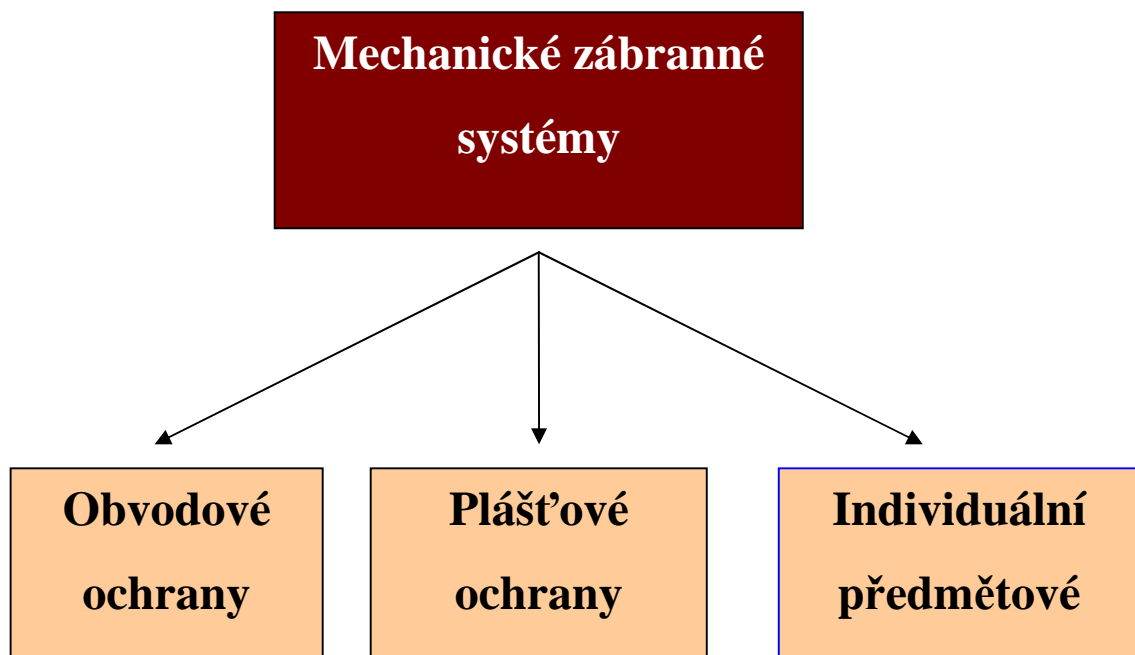 Mechanické zábranné
systémy
Obvodové
ochrany
Plášťové
ochrany
Individuální
předmětové